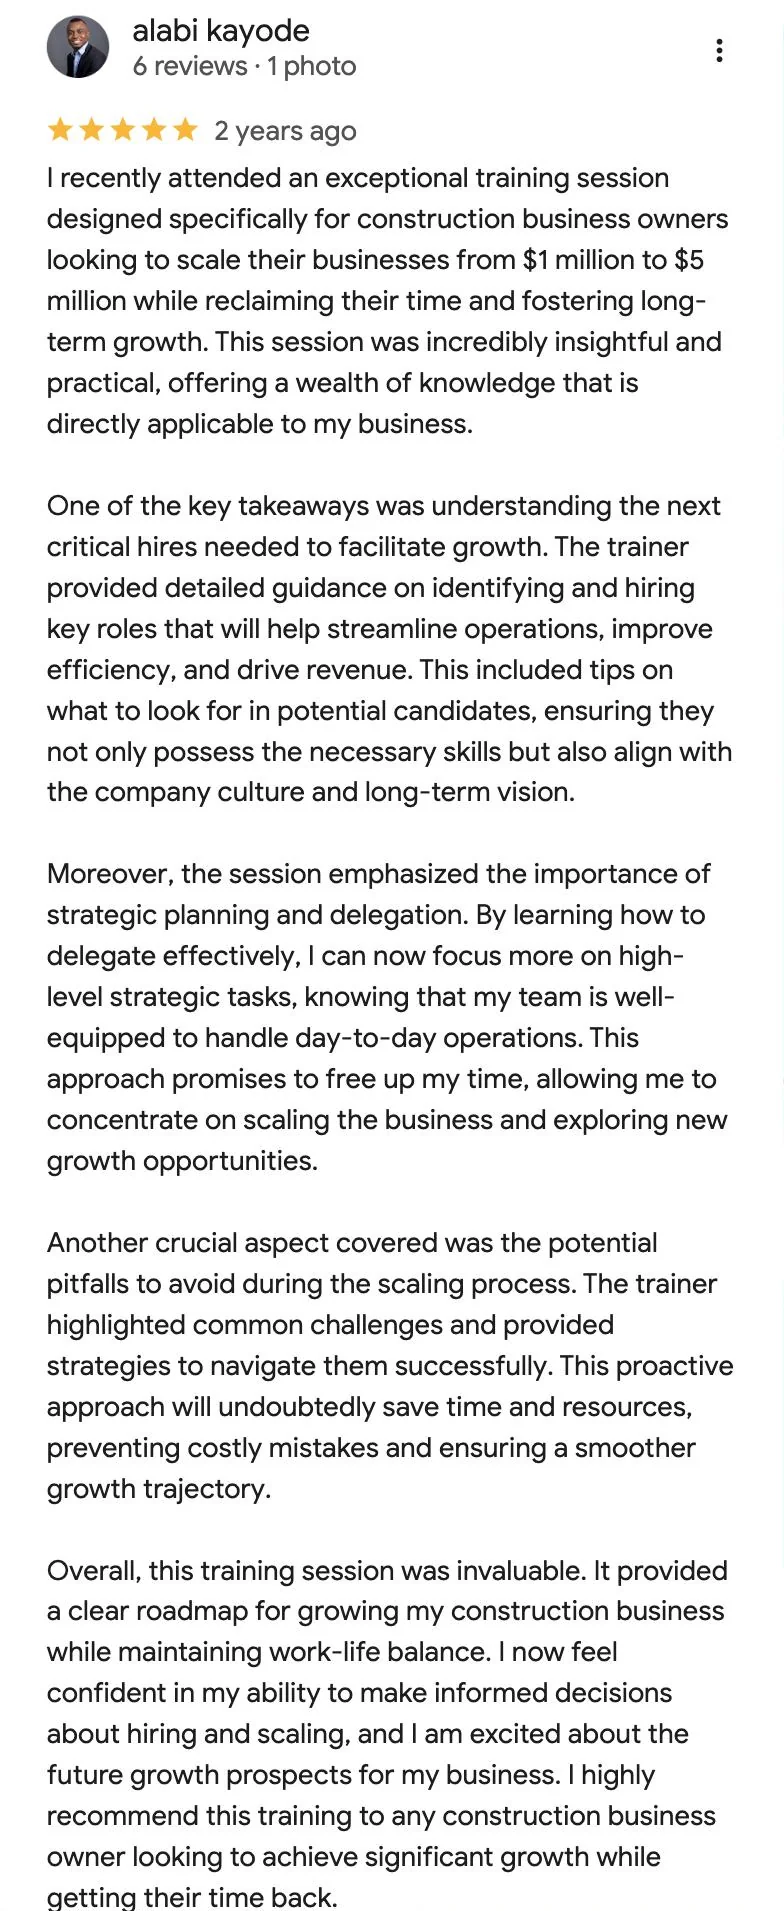 alabi kayode
6 reviews · 1 photo
2 years ago
I recently attended an exceptional training session
designed specifically for construction business owners
looking to scale their businesses from $1 million to $5
million while reclaiming their time and fostering long-
term growth. This session was incredibly insightful and
practical, offering a wealth of knowledge that is
directly applicable to my business.
One of the key takeaways was understanding the next
critical hires needed to facilitate growth. The trainer
provided detailed guidance on identifying and hiring
key roles that will help streamline operations, improve
efficiency, and drive revenue. This included tips on
what to look for in potential candidates, ensuring they
not only possess the necessary skills but also align with
the company culture and long-term vision.
Moreover, the session emphasized the importance of
strategic planning and delegation. By learning how to
delegate effectively, I can now focus more on high-
level strategic tasks, knowing that my team is well-
equipped to handle day-to-day operations. This
approach promises to free up my time, allowing me to
concentrate on scaling the business and exploring new
growth opportunities.
Another crucial aspect covered was the potential
pitfalls to avoid during the scaling process. The trainer
highlighted common challenges and provided
strategies to navigate them successfully. This proactive
approach will undoubtedly save time and resources,
preventing costly mistakes and ensuring a smoother
growth trajectory.
Overall, this training session was invaluable. It provided
a clear roadmap for growing my construction business
while maintaining work-life balance. I now feel
confident in my ability to make informed decisions
about hiring and scaling, and I am excited about the
future growth prospects for my business. I highly
recommend this training to any construction business
owner looking to achieve significant growth while
getting their time back.